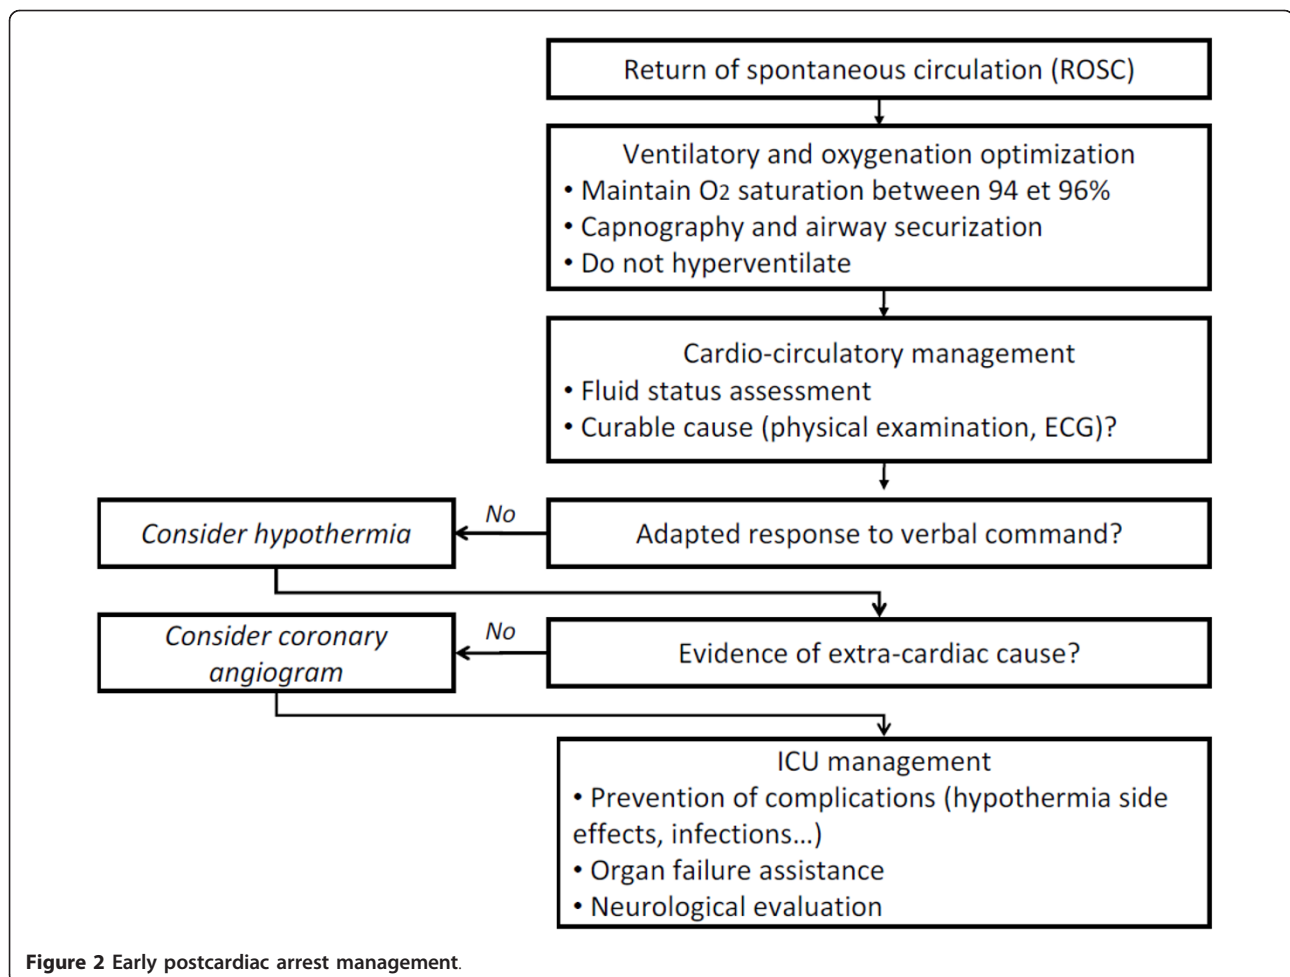 Return of spontaneous circulation (ROSC)
Ventilatory and oxygenation optimization
• Maintain O2 saturation between 94 et 96%
• Capnography and airway securization
• Do not hyperventilate
Cardio-circulatory management
• Fluid status assessment
• Curable cause (physical examination, ECG)?
Consider hypothermia
No
Adapted response to verbal command?
Consider coronary
angiogram
No
Evidence of extra-cardiac cause?
ICU management
• Prevention of complications (hypothermia side
effects, infections...)
• Organ failure assistance
• Neurological evaluation
Figure 2 Early postcardiac arrest management.